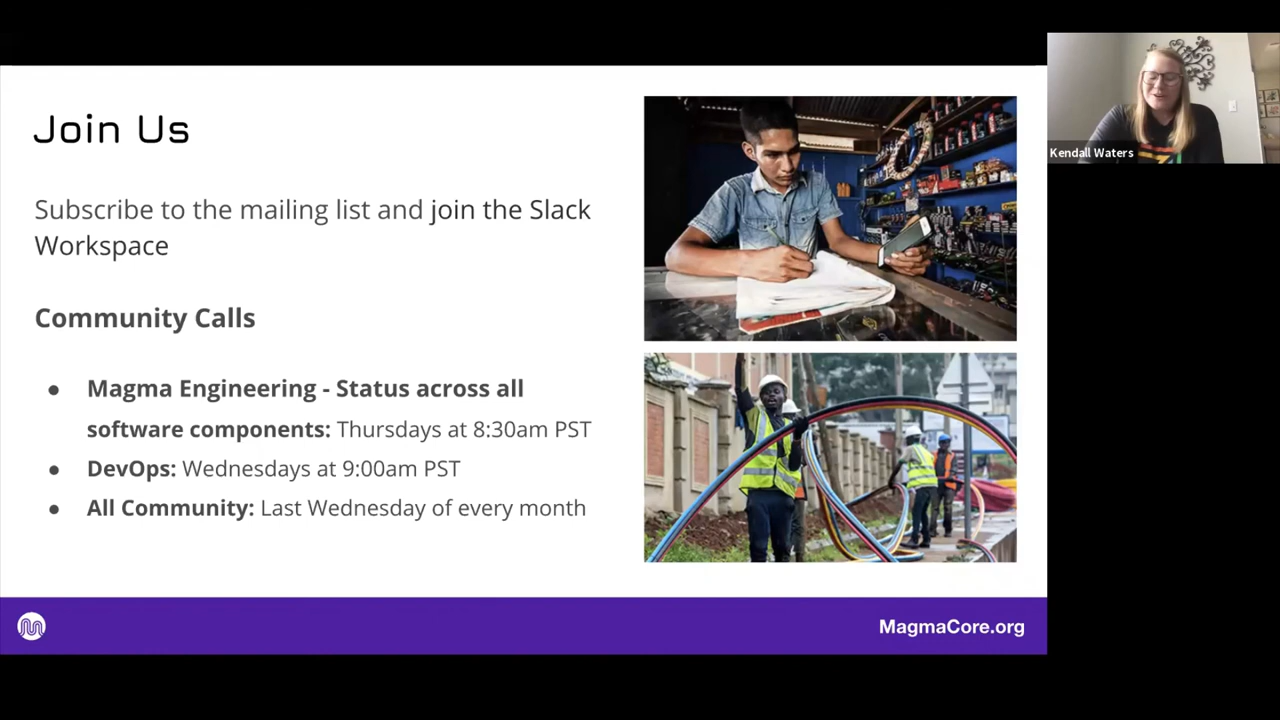 Join Us
Subscribe to the mailing list and join the Slack
Workspace
Community Calls
● Magma Engineering - Status across all
software components: Thursdays at 8:30am PST
● DevOps: Wednesdays at 9:00am PST
● All Community: Last Wednesday of every month
MagmaCore.org
Kendall Waters